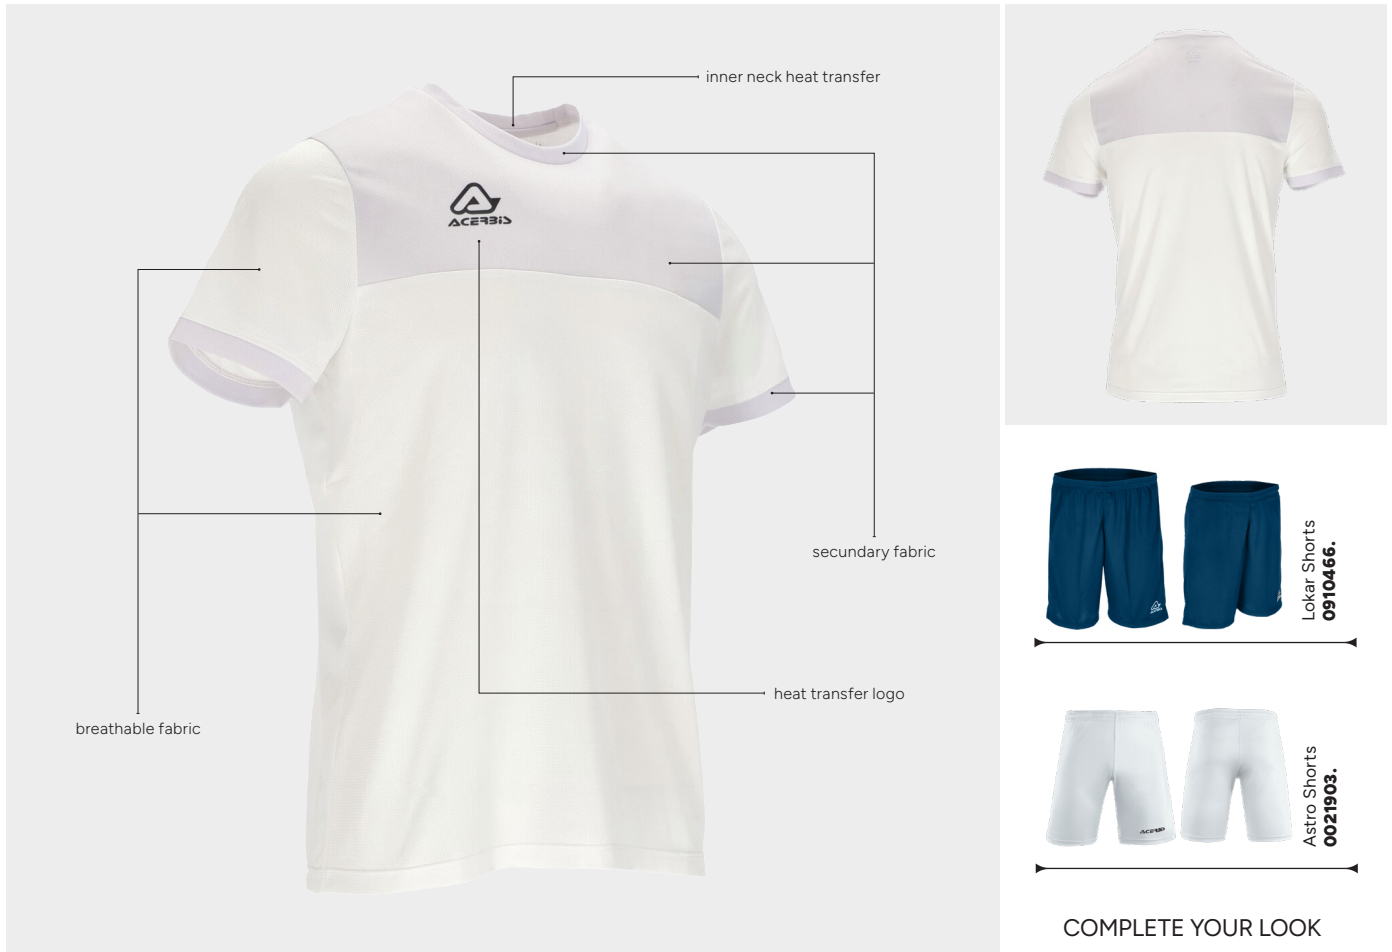 inner neck heat transfer
ACERBIS
secundary fabric
heat transfer logo
breathable fabric
Lokar Shorts
0910466.
ACERBIS
Astro Shorts
0021903.
COMPLETE YOUR LOOK